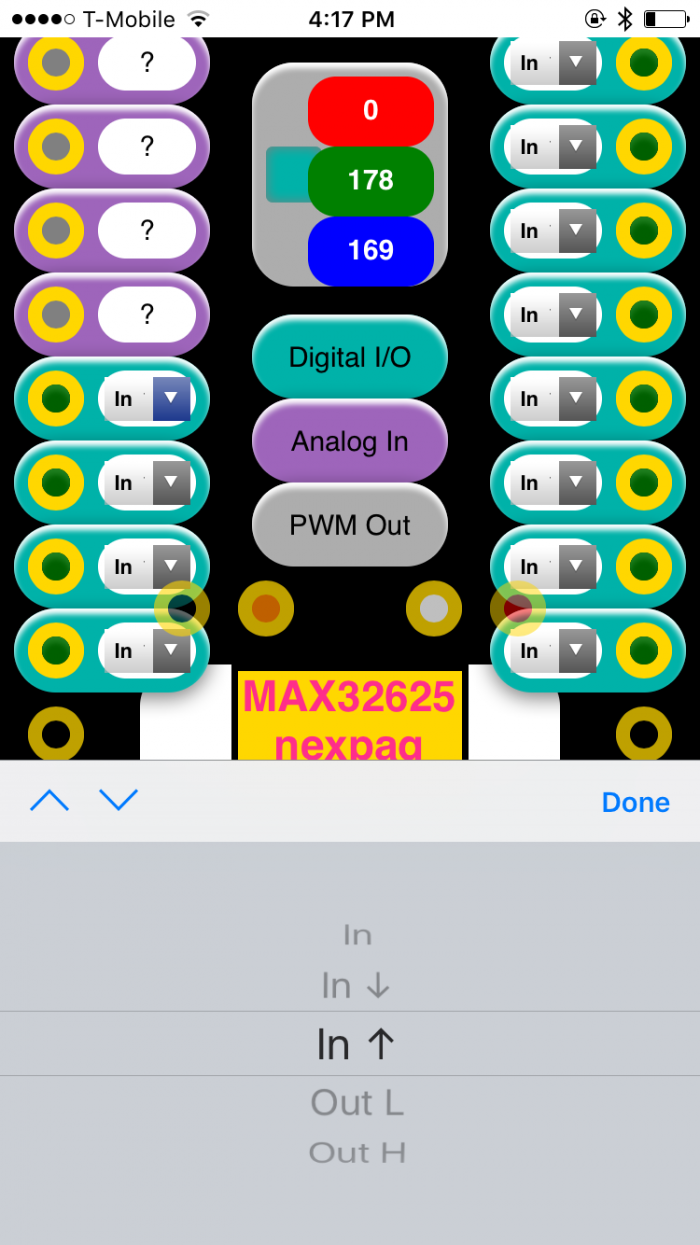 T-Mobile 4:17 PM
? In
0
? In
178
? In
169
? In
Digital I/O
In In
Analog In
In In
PWM Out
In In
In In
MAX32625
nexpaq
Done
In
In ↓
In ↑
Out L
Out H